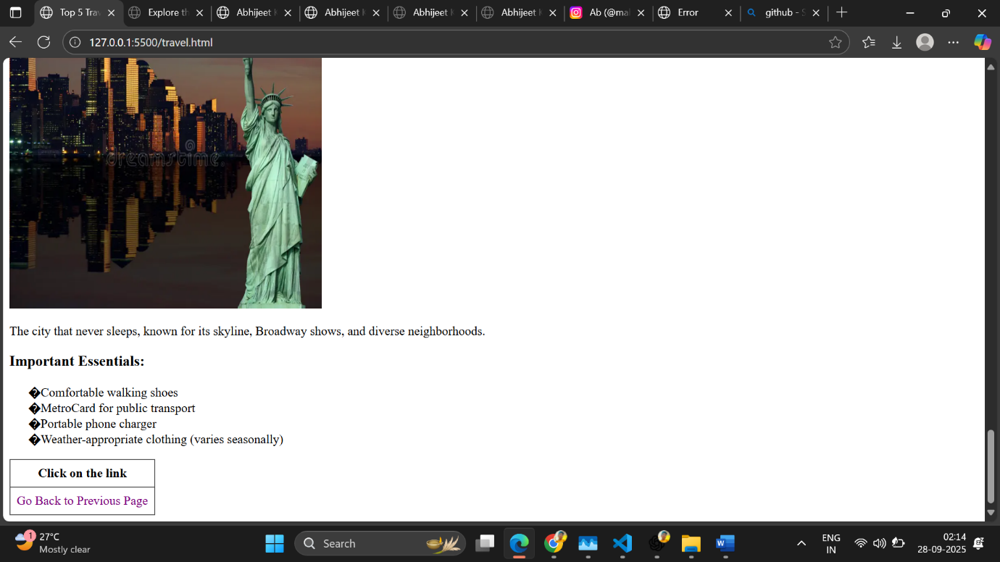 Top 5 Trav
Explore th
Abhijeet K
Abhijeet K
Abhijeet K
Abhijeet K
Ab (@mal
Error
github - S
127.0.0.1:5500/travel.html
dreamstime.
The city that never sleeps, known for its skyline, Broadway shows, and diverse neighborhoods.
Important Essentials:
�Comfortable walking shoes
�MetroCard for public transport
�Portable phone charger
�Weather-appropriate clothing (varies seasonally)
Click on the link
Go Back to Previous Page
1
27°C
Mostly clear
Search
ENG
IN
02:14
28-09-2025